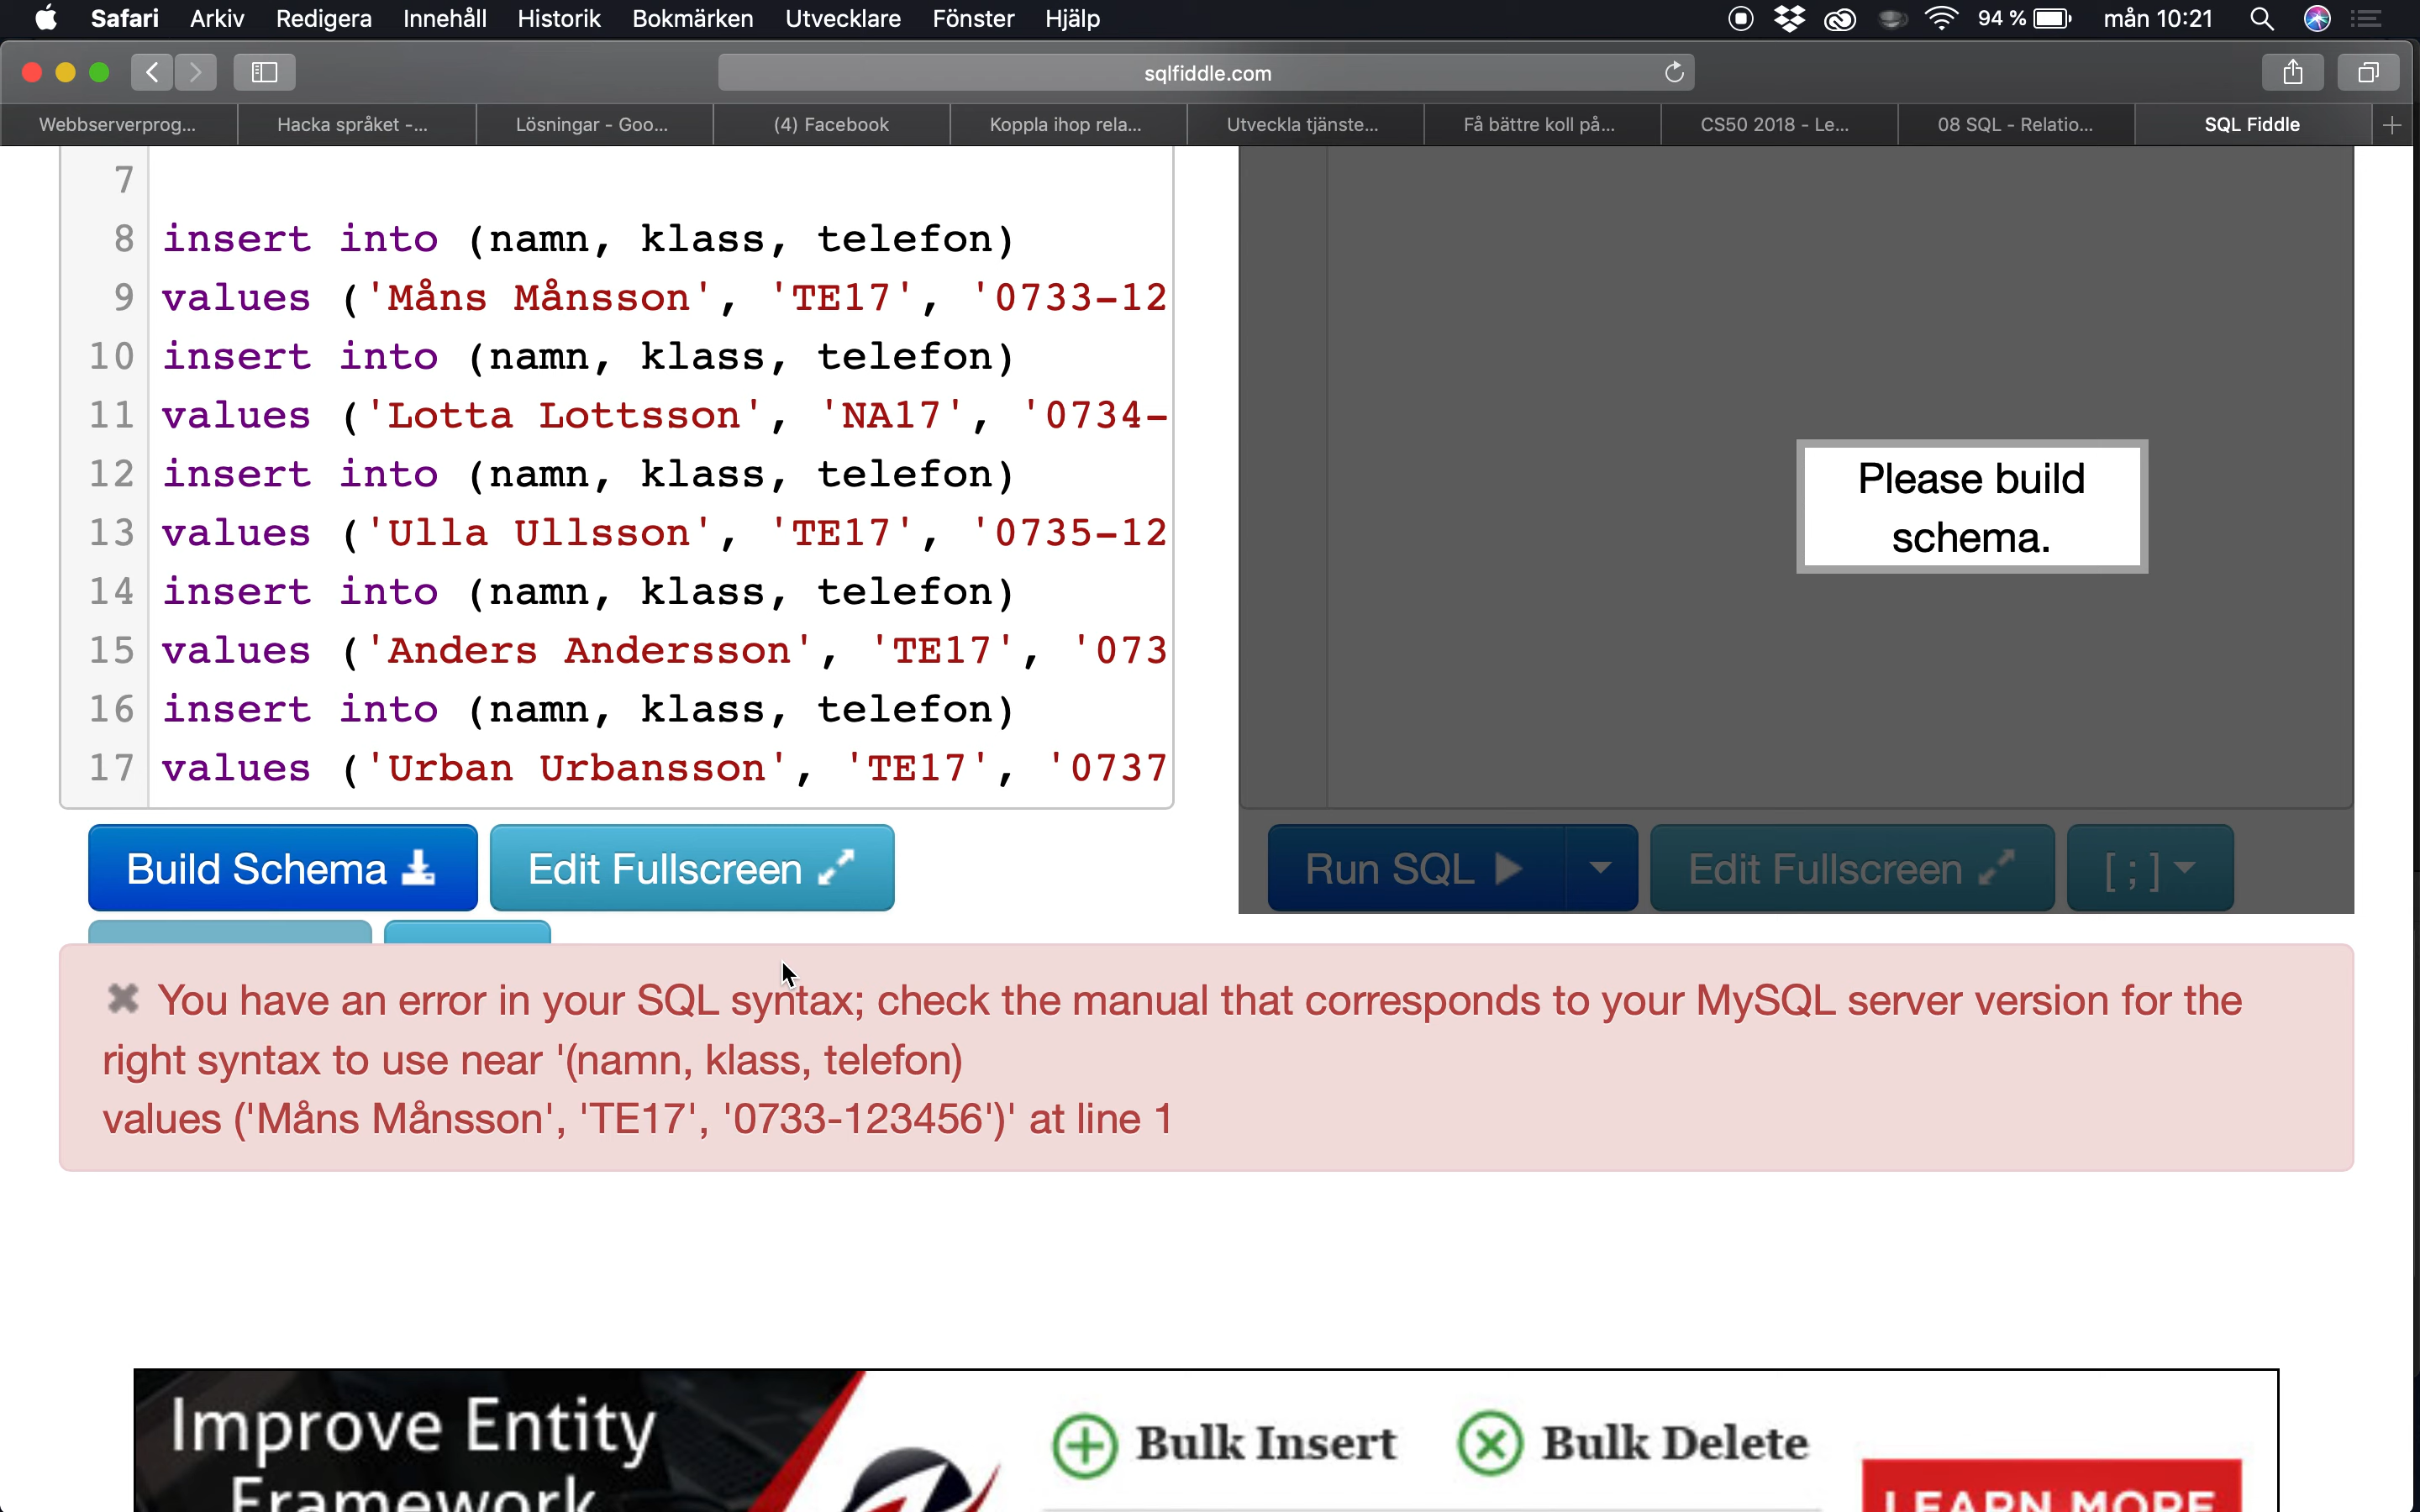 Safari Arkiv Redigera Innehåll Historik Bokmärken Utvecklare Fönster Hjälp 94 % mån 10:21
sqlfiddle.com
Webbserverprog... Hacka språket -... Lösningar - Goo... (4) Facebook Koppla ihop rela... Utveckla tjänste... Få bättre koll på... CS50 2018 - Le... 08 SQL - Relatio... SQL Fiddle
7
8 insert into (namn, klass, telefon)
9 values ('Måns Månsson', 'TE17', '0733-12
10 insert into (namn, klass, telefon)
11 values ('Lotta Lottsson', 'NA17', '0734-
12 insert into (namn, klass, telefon)
13 values ('Ulla Ullsson', 'TE17', '0735-12
14 insert into (namn, klass, telefon)
15 values ('Anders Andersson', 'TE17', '073
16 insert into (namn, klass, telefon)
17 values ('Urban Urbansson', 'TE17', '0737
Please build
schema.
Build Schema Edit Fullscreen
Run SQL Edit Fullscreen [ ; ]
You have an error in your SQL syntax; check the manual that corresponds to your MySQL server version for the
right syntax to use near '(namn, klass, telefon)
values ('Måns Månsson', 'TE17', '0733-123456')' at line 1
Improve Entity
Framework
Bulk Insert Bulk Delete
LEARN MORE